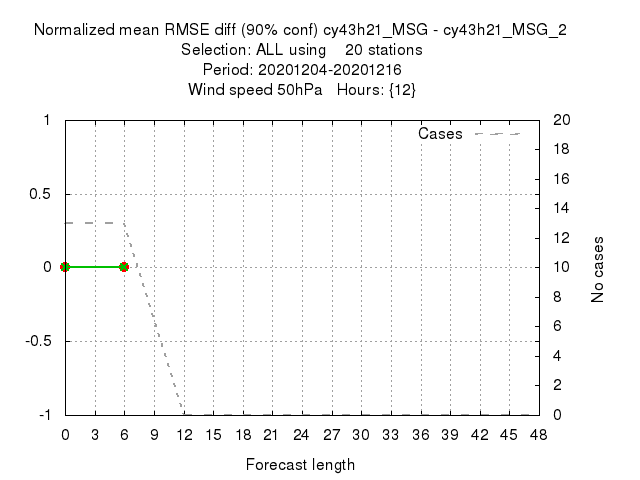 Normalized mean RMSE diff (90% conf) cy43h21_MSG - cy43h21_MSG_2
Selection: ALL using 20 stations
Period: 20201204-20201216
Wind speed 50hPa Hours: {12}
Cases
1
0.5
0
-0.5
-1
20
18
16
14
12
10
8
6
4
2
0
No cases
0 3 6 9 12 15 18 21 24 27 30 33 36 39 42 45 48
Forecast length